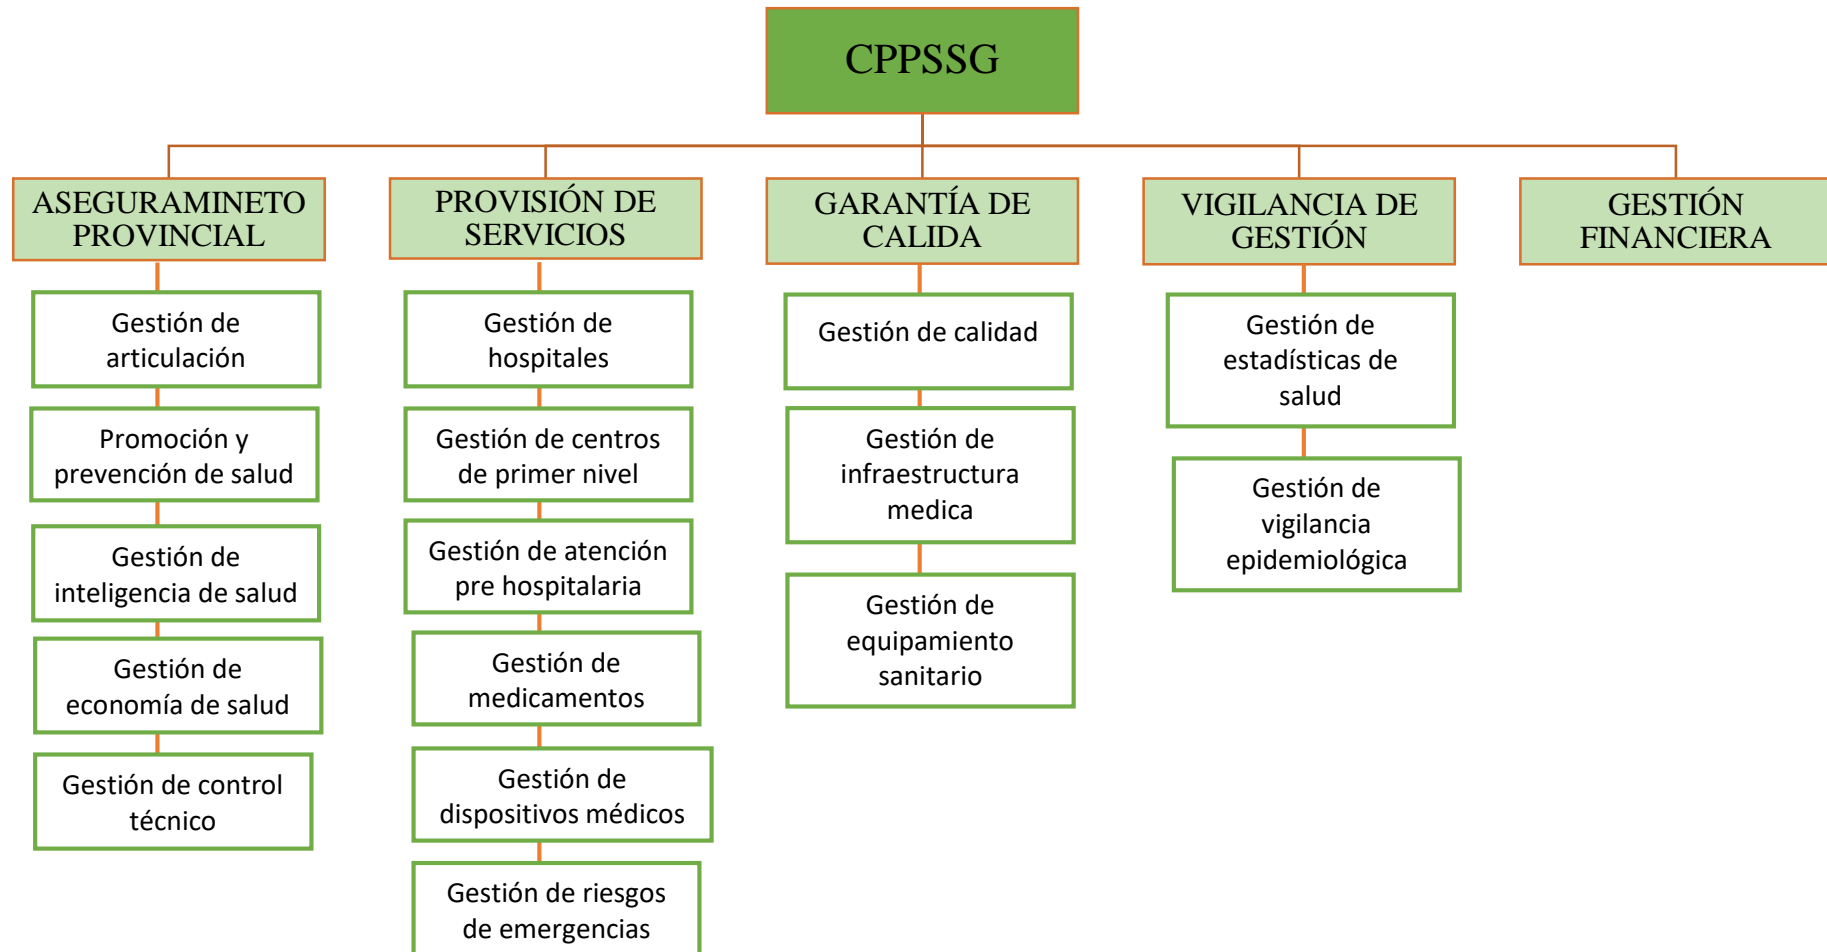 CPPSSG
ASEGURAMINETO
PROVINCIAL
Gestión de
articulación
Promoción y
prevención de salud
Gestión de
inteligencia de salud
Gestión de
economía de salud
Gestión de control
técnico
PROVISIÓN DE
SERVICIOS
Gestión de
hospitales
Gestión de centros
de primer nivel
Gestión de atención
pre hospitalaria
Gestión de
medicamentos
Gestión de
dispositivos médicos
Gestión de riesgos
de emergencias
GARANTÍA DE
CALIDA
Gestión de calidad
Gestión de
infraestructura
medica
Gestión de
equipamiento
sanitario
VIGILANCIA DE
GESTIÓN
Gestión de
estadísticas de
salud
Gestión de
vigilancia
epidemiológica
GESTIÓN
FINANCIERA